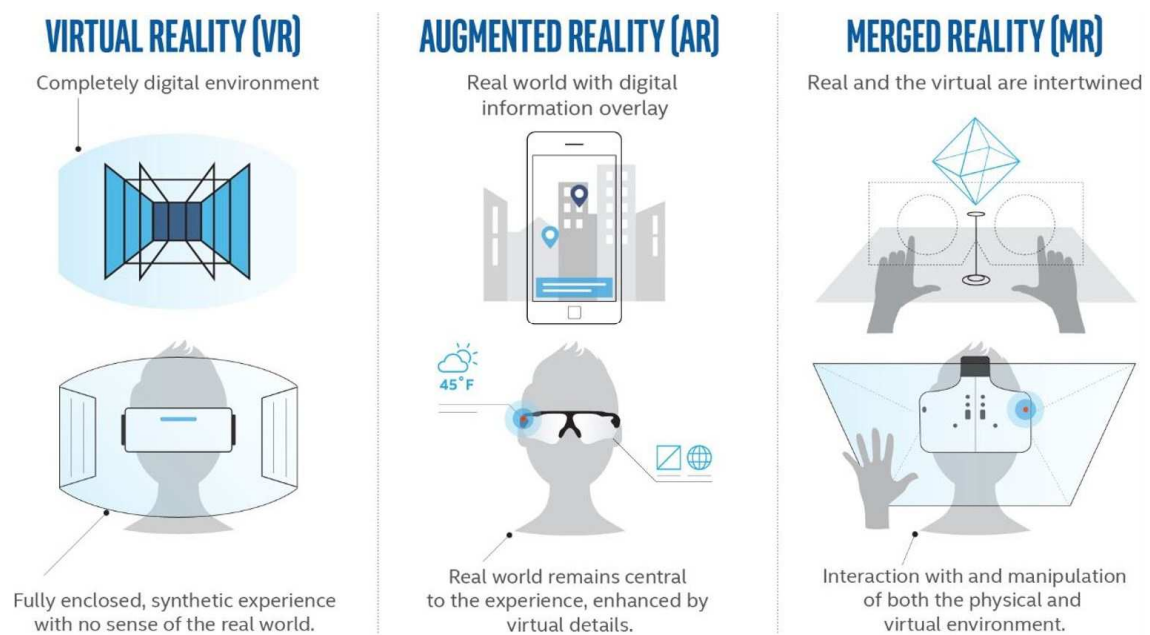 VIRTUAL REALITY (VR)
Completely digital environment
Fully enclosed, synthetic experience
with no sense of the real world.
AUGMENTED REALITY (AR)
Real world with digital
information overlay
45°F
Real world remains central
to the experience, enhanced by
virtual details.
MERGED REALITY (MR)
Real and the virtual are intertwined
Interaction with and manipulation
of both the physical and
virtual environment.